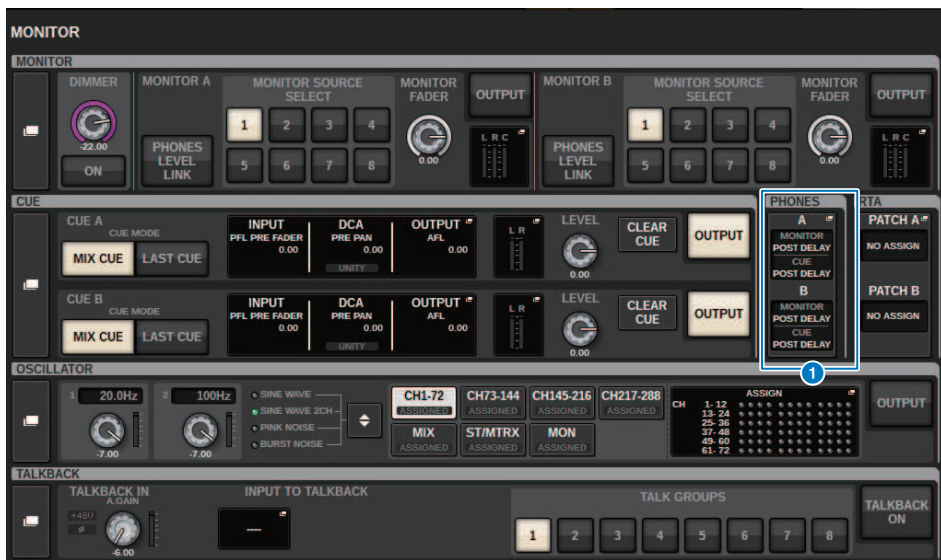 MONITOR
MONITOR
DIMMER
-22.00
ON
MONITOR A
PHONES
LEVEL
LINK
MONITOR SOURCE
SELECT
1 2 3 4
5 6 7 8
MONITOR
FADER
0.00
OUTPUT
L R C
MONITOR B
PHONES
LEVEL
LINK
MONITOR SOURCE
SELECT
1 2 3 4
5 6 7 8
MONITOR
FADER
0.00
OUTPUT
L R C
CUE
CUE A
CUE MODE
MIX CUE LAST CUE
INPUT
PFL PRE FADER
0.00
DCA
PRE PAN
0.00
UNITY
OUTPUT
AFL
0.00
L R
LEVEL
0.00
CLEAR
CUE
OUTPUT
CUE B
CUE MODE
MIX CUE LAST CUE
INPUT
PFL PRE FADER
0.00
DCA
PRE PAN
0.00
UNITY
OUTPUT
AFL
0.00
L R
LEVEL
0.00
CLEAR
CUE
OUTPUT
PHONES
A
MONITOR
POST DELAY
CUE
POST DELAY
B
MONITOR
POST DELAY
CUE
POST DELAY
1
RTA
PATCH A
NO ASSIGN
PATCH B
NO ASSIGN
OSCILLATOR
1 20.0Hz
-7.00
2 100Hz
-7.00
SINE WAVE
SINE WAVE 2CH
PINK NOISE
BURST NOISE
CH1-72
ASSIGNED
CH73-144
ASSIGNED
CH145-216
ASSIGNED
CH217-288
ASSIGNED
MIX
ASSIGNED
ST/MTRX
ASSIGNED
MON
ASSIGNED
ASSIGN
CH 1- 12
13- 24
25- 36
37- 48
49- 60
61- 72
OUTPUT
TALKBACK
TALKBACK IN
A.GAIN
+48V
Ø
-6.00
INPUT TO TALKBACK
----
TALK GROUPS
1 2 3 4 5 6 7 8
TALKBACK
ON